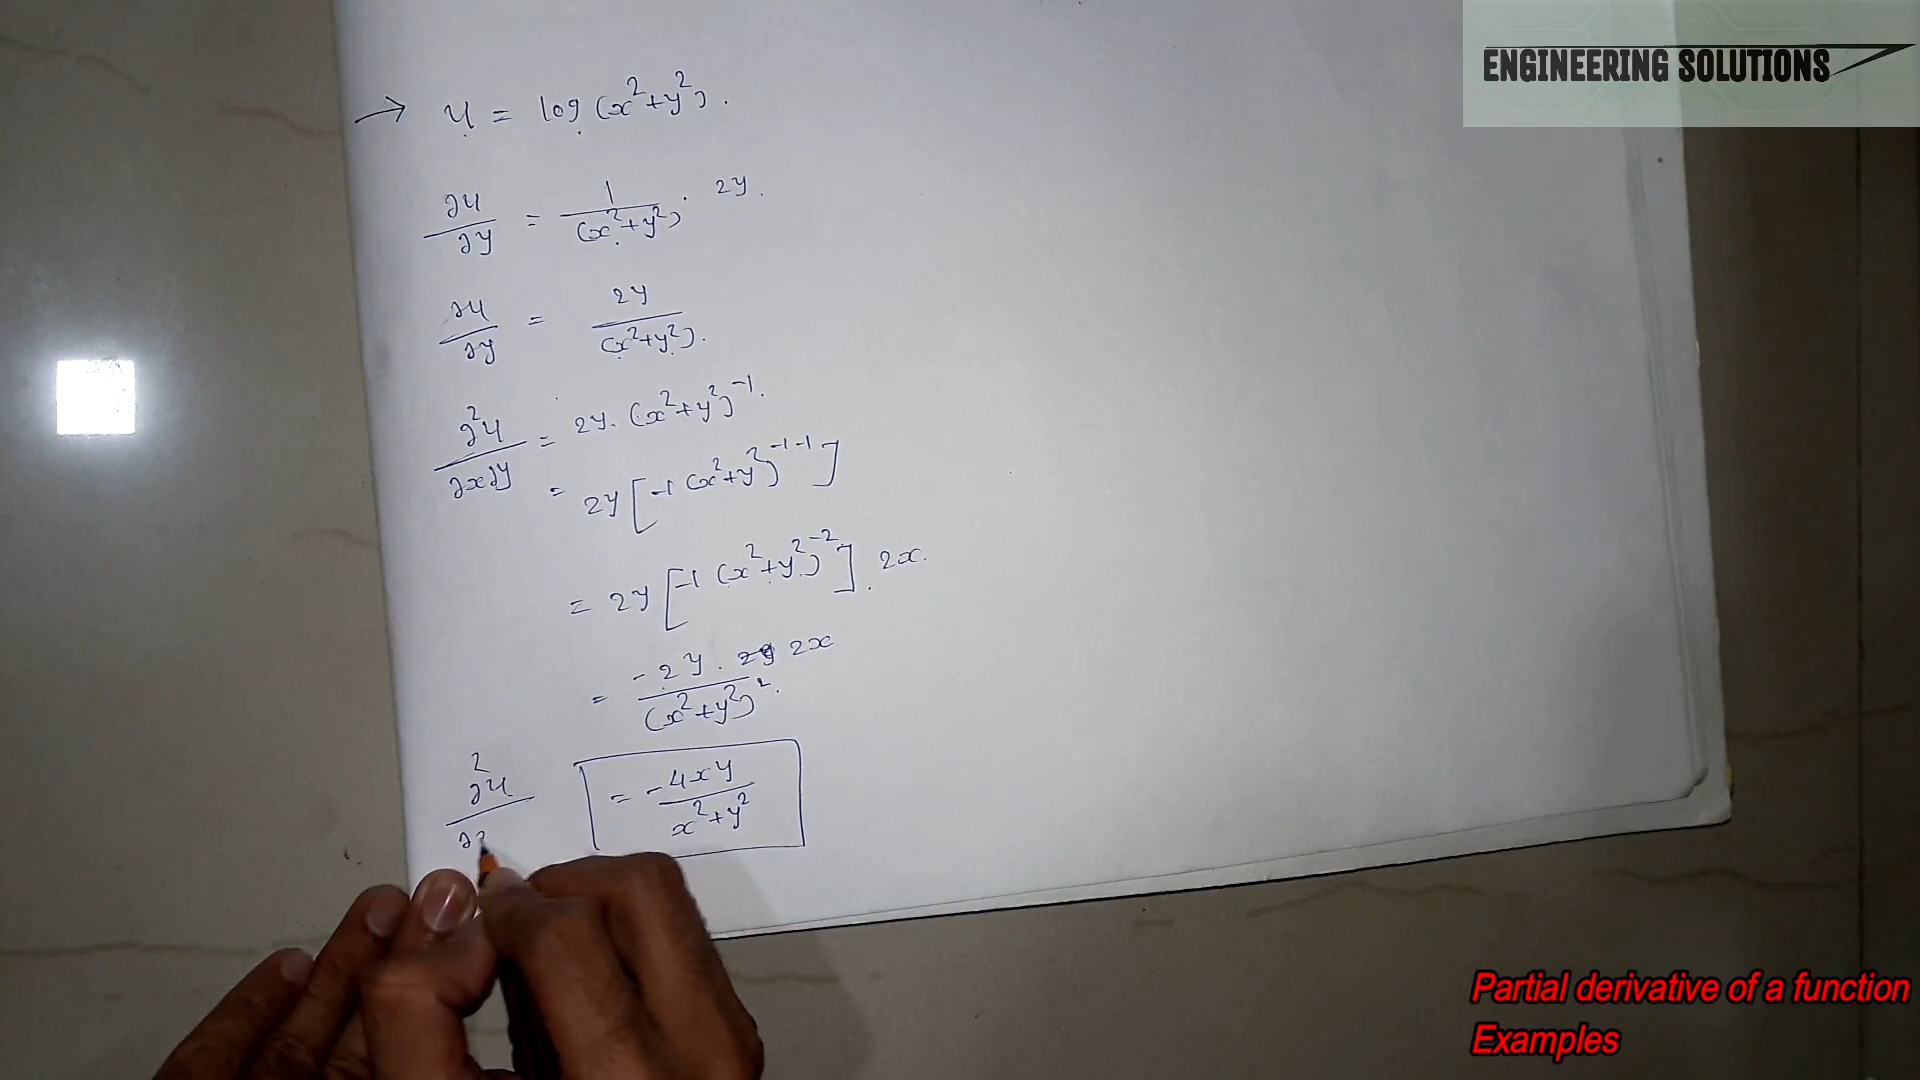 ENGINEERING SOLUTIONS
→ u = log (x²+y²).
∂u/∂y = 1/(x²+y²) · 2y.
∂u/∂y = 2y/(x²+y²).
∂²u/∂x∂y = 2y. (x²+y²)⁻¹.
= 2y [-1 (x²+y²)⁻¹⁻¹]
= 2y [-1 (x²+y²)⁻²] . 2x.
= -2y . 2x/(x²+y²)².
∂²u/∂ = -4xy/x²+y²
Partial derivative of a function
Examples